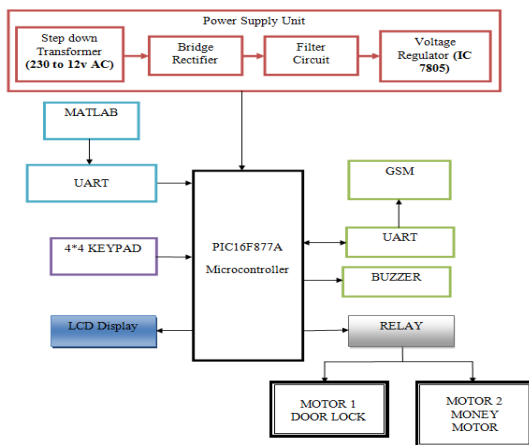 Power Supply Unit
Step down
Transformer
(230 to 12v AC)
Bridge
Rectifier
Filter
Circuit
Voltage
Regulator (IC
7805)
MATLAB
UART
4*4 KEYPAD
LCD Display
PIC16F877A
Microcontroller
GSM
UART
BUZZER
RELAY
MOTOR 1
DOOR LOCK
MOTOR 2
MONEY
MOTOR